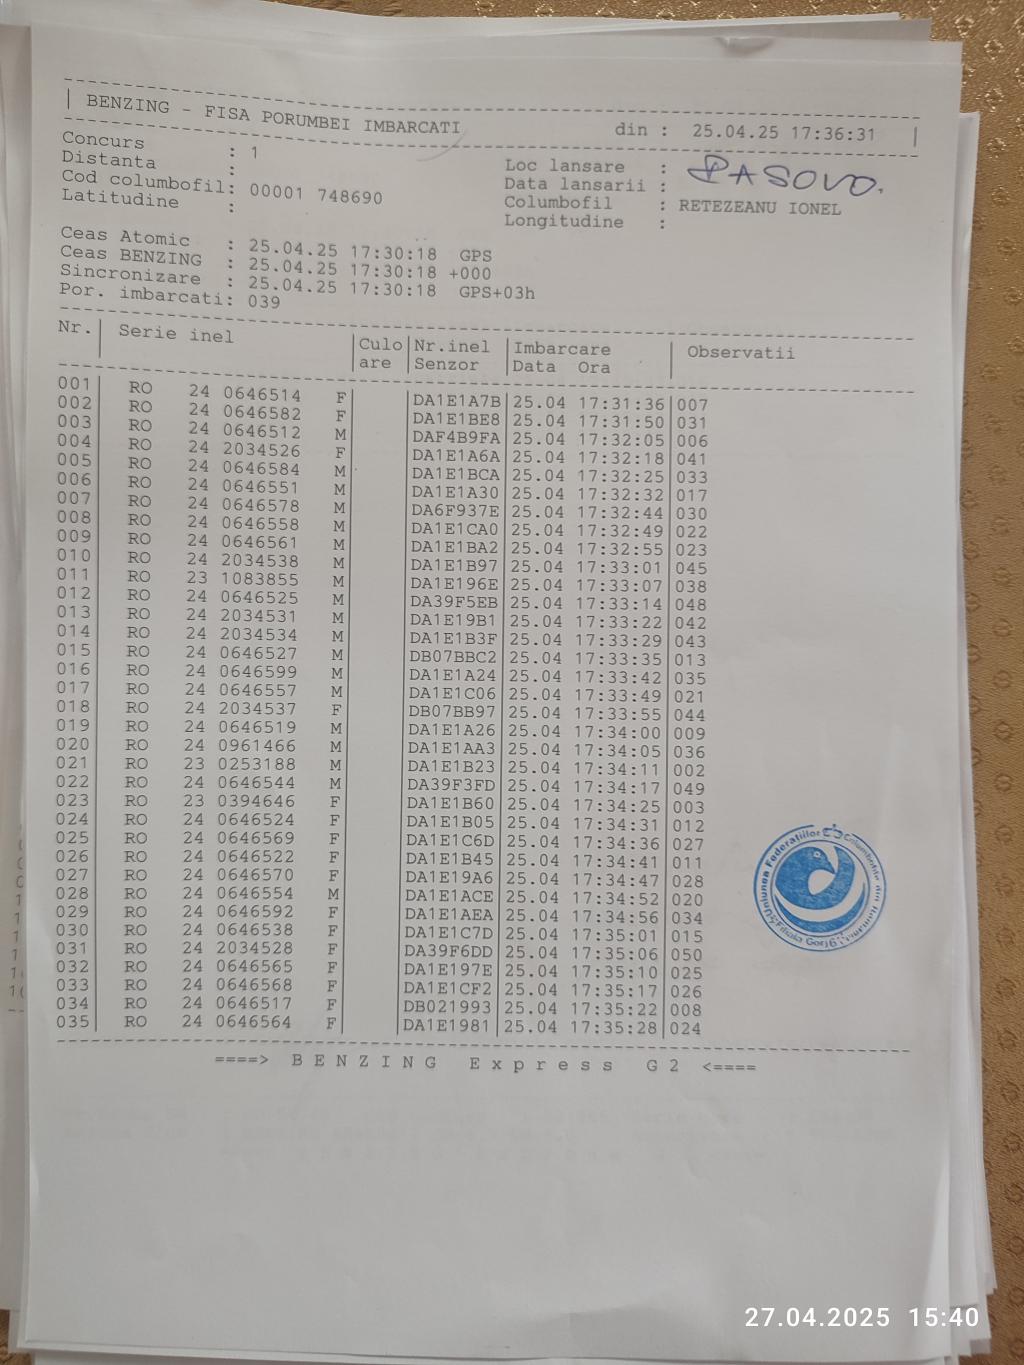 BENZING - FISA PORUMBEI IMBARCATI din : 25.04.25 17:36:31
Concurs : 1 Loc lansare : PASOVO.
Distanta : Data lansarii :
Cod columbofil: 00001 748690 Columbofil : RETEZEANU IONEL
Latitudine : Longitudine :
Ceas Atomic : 25.04.25 17:30:18 GPS
Ceas BENZING : 25.04.25 17:30:18 +000
Sincronizare : 25.04.25 17:30:18 GPS+03h
Por. imbarcati: 039
Nr. | Serie inel | Culo | Nr.inel | Imbarcare | Observatii
are | Senzor | Data Ora
001 RO 24 0646514 F DA1E1A7B 25.04 17:31:36 007
002 RO 24 0646582 F DA1E1BE8 25.04 17:31:50 031
003 RO 24 0646512 M DAF4B9FA 25.04 17:32:05 006
004 RO 24 2034526 F DA1E1A6A 25.04 17:32:18 041
005 RO 24 0646584 M DA1E1BCA 25.04 17:32:25 033
006 RO 24 0646551 M DA1E1A30 25.04 17:32:32 017
007 RO 24 0646578 M DA6F937E 25.04 17:32:44 030
008 RO 24 0646558 M DA1E1CA0 25.04 17:32:49 022
009 RO 24 0646561 M DA1E1BA2 25.04 17:32:55 023
010 RO 24 2034538 M DA1E1B97 25.04 17:33:01 045
011 RO 23 1083855 M DA1E196E 25.04 17:33:07 038
012 RO 24 0646525 M DA39F5EB 25.04 17:33:14 048
013 RO 24 2034531 M DA1E19B1 25.04 17:33:22 042
014 RO 24 2034534 M DA1E1B3F 25.04 17:33:29 043
015 RO 24 0646527 M DB07BBC2 25.04 17:33:35 013
016 RO 24 0646599 M DA1E1A24 25.04 17:33:42 035
017 RO 24 0646557 M DA1E1C06 25.04 17:33:49 021
018 RO 24 2034537 F DB07BB97 25.04 17:33:55 044
019 RO 24 0646519 M DA1E1A26 25.04 17:34:00 009
020 RO 24 0961466 M DA1E1AA3 25.04 17:34:05 036
021 RO 23 0253188 M DA1E1B23 25.04 17:34:11 002
022 RO 24 0646544 M DA39F3FD 25.04 17:34:17 049
023 RO 23 0394646 F DA1E1B60 25.04 17:34:25 003
024 RO 24 0646524 F DA1E1B05 25.04 17:34:31 012
025 RO 24 0646569 F DA1E1C6D 25.04 17:34:36 027
026 RO 24 0646522 F DA1E1B45 25.04 17:34:41 011
027 RO 24 0646570 F DA1E19A6 25.04 17:34:47 028
028 RO 24 0646554 M DA1E1ACE 25.04 17:34:52 020
029 RO 24 0646592 F DA1E1AEA 25.04 17:34:56 034
030 RO 24 0646538 F DA1E1C7D 25.04 17:35:01 015
031 RO 24 2034528 F DA39F6DD 25.04 17:35:06 050
032 RO 24 0646565 F DA1E197E 25.04 17:35:10 025
033 RO 24 0646568 F DA1E1CF2 25.04 17:35:17 026
034 RO 24 0646517 F DB021993 25.04 17:35:22 008
035 RO 24 0646564 F DA1E1981 25.04 17:35:28 024
====> B E N Z I N G E x p r e s s G 2 <====
Uniunea Federatiilor Columbofile din
Filiala Gorj
27.04.2025 15:40